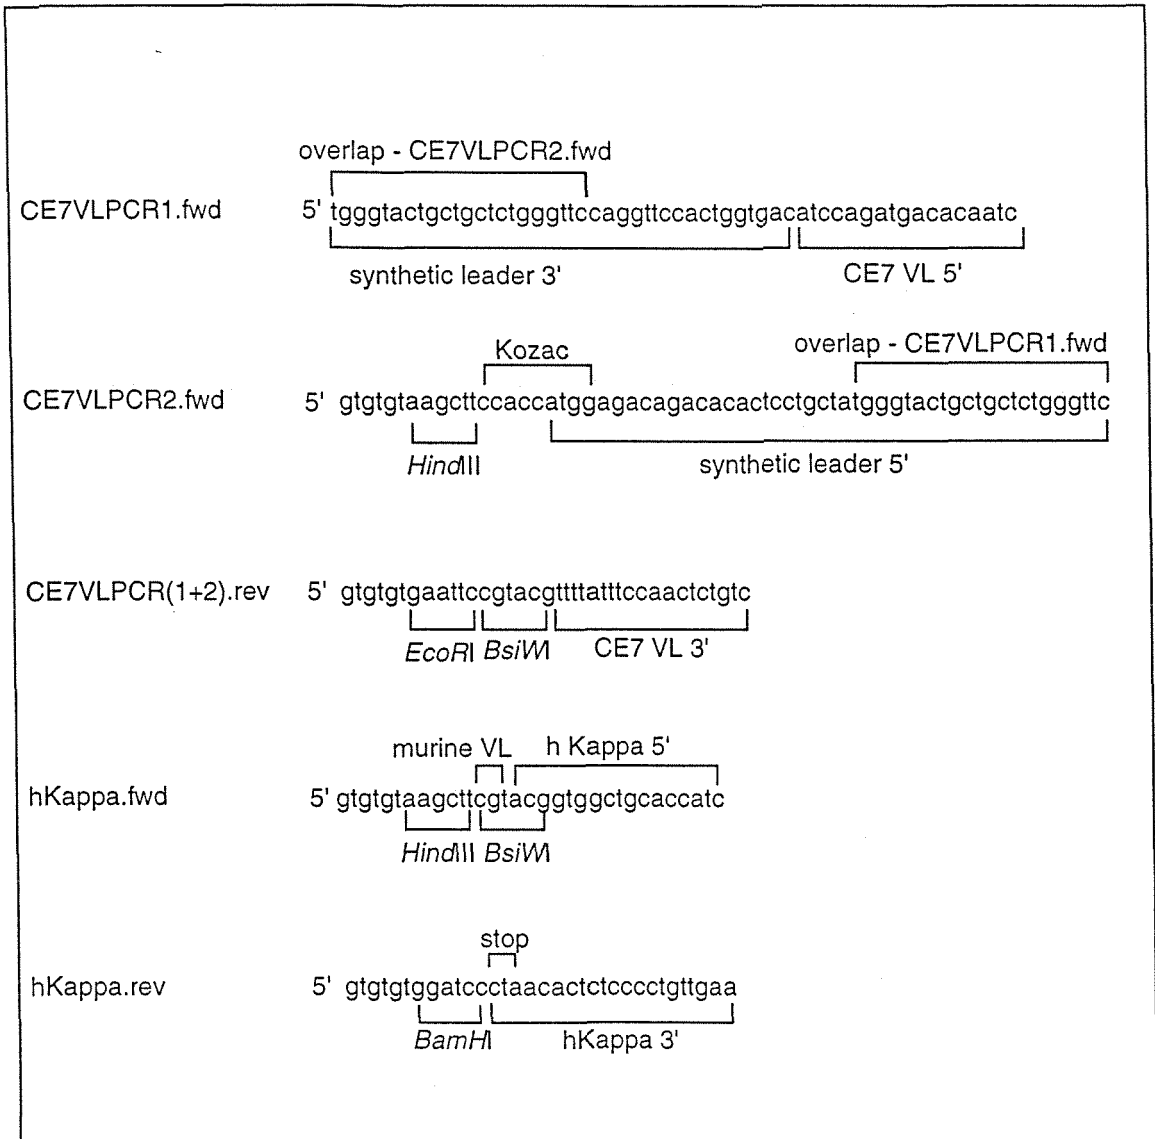 overlap - CE7VLPCR2.fwd
CE7VLPCR1.fwd 5' tgggtactgctgctctgggttccaggttccactggtgacatccagatgacacaatc
synthetic leader 3' CE7 VL 5'
Kozac overlap - CE7VLPCR1.fwd
CE7VLPCR2.fwd 5' gtgtgtaagcttccaccatggagacagacacactcctgctatgggtactgctgctctgggttc
HindIII synthetic leader 5'
CE7VLPCR(1+2).rev 5' gtgtgtgaattccgtacgttttatttccaactctgtc
EcoRI BsiWI CE7 VL 3'
murine VL h Kappa 5'
hKappa.fwd 5' gtgtgtaagcttcgtacggtggctgcaccatc
HindIII BsiWI
stop
hKappa.rev 5' gtgtgtggatccctaacactctcccctgttgaa
BamHI hKappa 3'